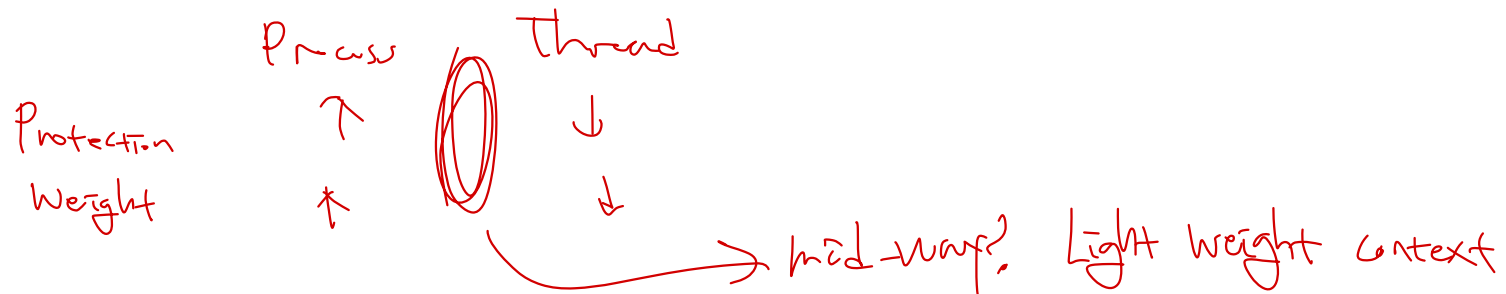 Process Thread
Protection ↑ ↓
Weight ↑ ↓
mid-way? Light weight context